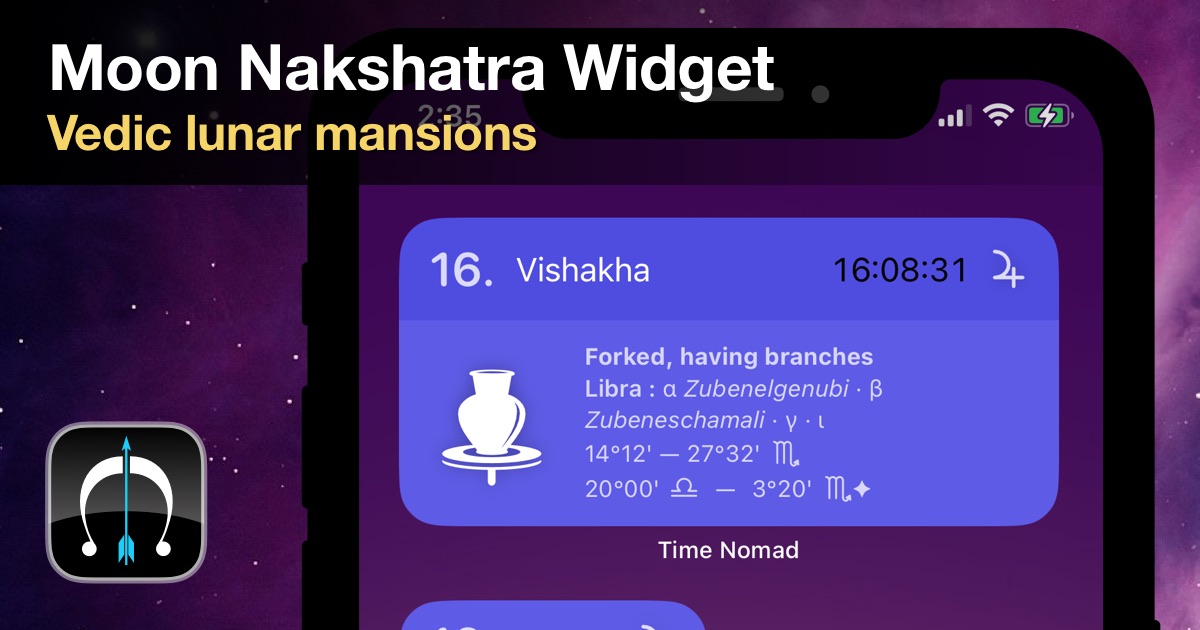 Moon Nakshatra Widget
2:35
Vedic lunar mansions
16. Vishakha 16:08:31 ♃
Forked, having branches
Libra : α Zubenelgenubi · β
Zubeneschamali · γ · ι
14°12' — 27°32' ♏
20°00' ♎ — 3°20' ♏✦
Time Nomad